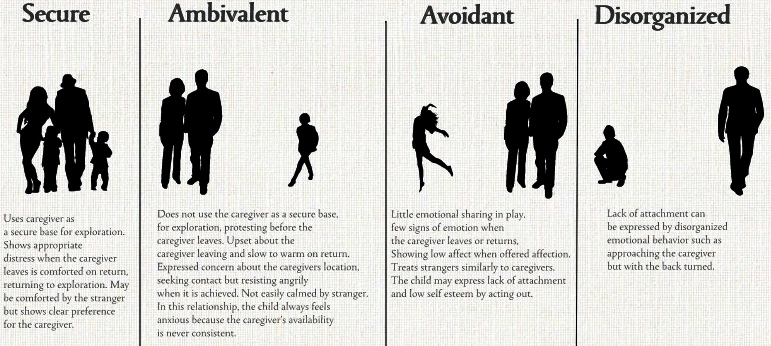 Secure
Uses caregiver as
a secure base for exploration.
Shows appropriate
distress when the caregiver
leaves is comforted on return,
returning to exploration. May
be comforted by the stranger
but shows clear preference
for the caregiver.
Ambivalent
Does not use the caregiver as a secure base,
for exploration, protesting before the
caregiver leaves. Upset about the
caregiver leaving and slow to warm on return.
Expressed concern about the caregivers location,
seeking contact but resisting angrily
when it is achieved. Not easily calmed by stranger.
In this relationship, the child always feels
anxious because the caregiver's availability
is never consistent.
Avoidant
Little emotional sharing in play,
few signs of emotion when
the caregiver leaves or returns,
Showing low affect when offered affection.
Treats strangers similarly to caregivers.
The child may express lack of attachment
and low self esteem by acting out.
Disorganized
Lack of attachment can
be expressed by disorganized
emotional behavior such as
approaching the caregiver
but with the back turned.